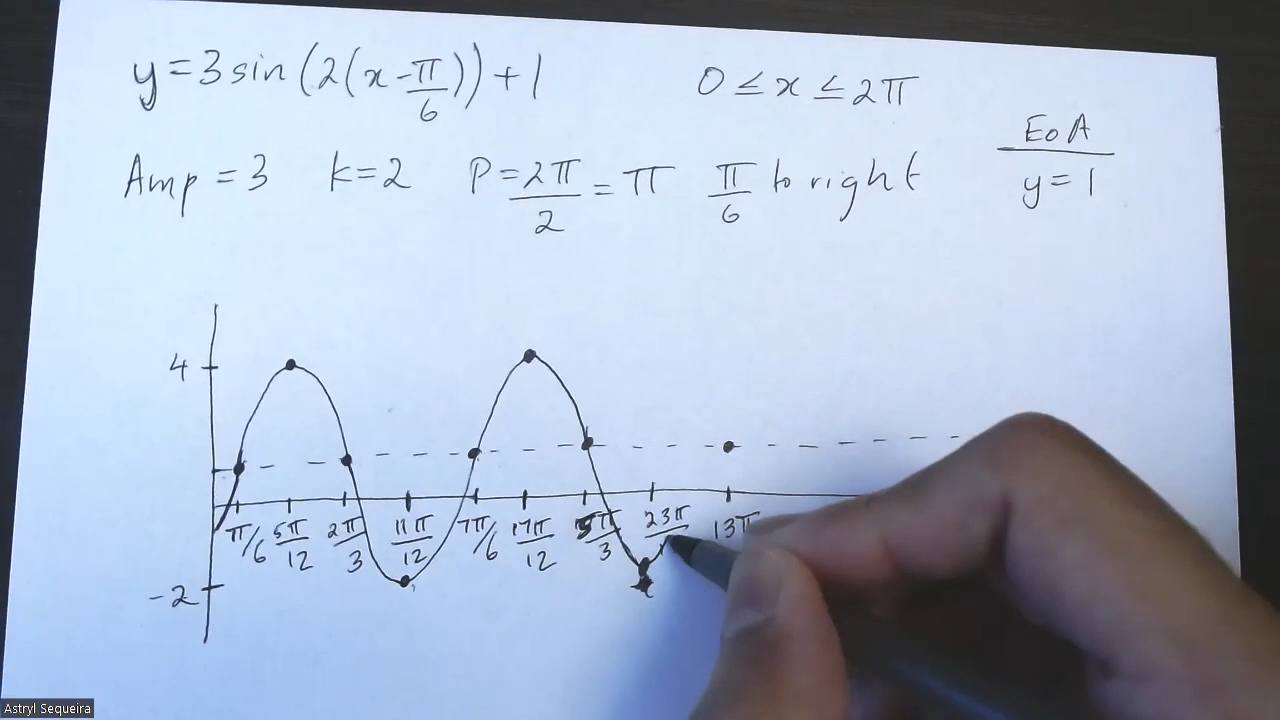 y = 3 sin (2(x - π/6)) + 1
0 ≤ x ≤ 2π
EoA
y = 1
Amp = 3
k = 2
P = 2π/2 = π
π/6 to right
4
π/6 5π/12 2π/3 11π/12 7π/6 17π/12 5π/3 23π 13π
-2
Astryl Sequeira